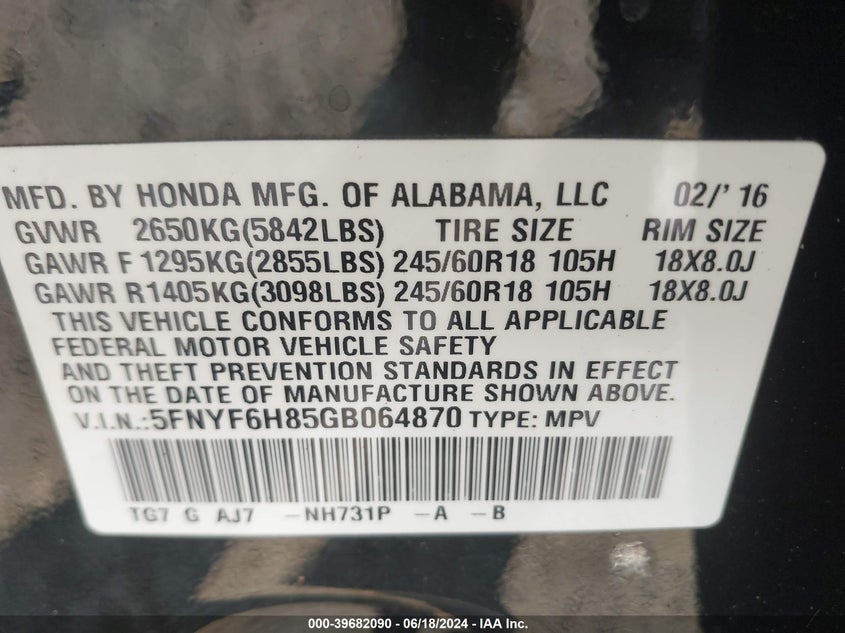 MFD. BY HONDA MFG. OF ALABAMA, LLC 02/' 16
GVWR 2650KG(5842LBS) TIRE SIZE RIM SIZE
GAWR F 1295KG(2855LBS) 245/60R18 105H 18X8.0J
GAWR R1405KG(3098LBS) 245/60R18 105H 18X8.0J
THIS VEHICLE CONFORMS TO ALL APPLICABLE
FEDERAL MOTOR VEHICLE SAFETY
AND THEFT PREVENTION STANDARDS IN EFFECT
ON THE DATE OF MANUFACTURE SHOWN ABOVE.
V.I.N.:5FNYF6H85GB064870 TYPE: MPV
TG7 G AJ7 -NH731P -A -B
000-39682090 - 06/18/2024 - IAA Inc.